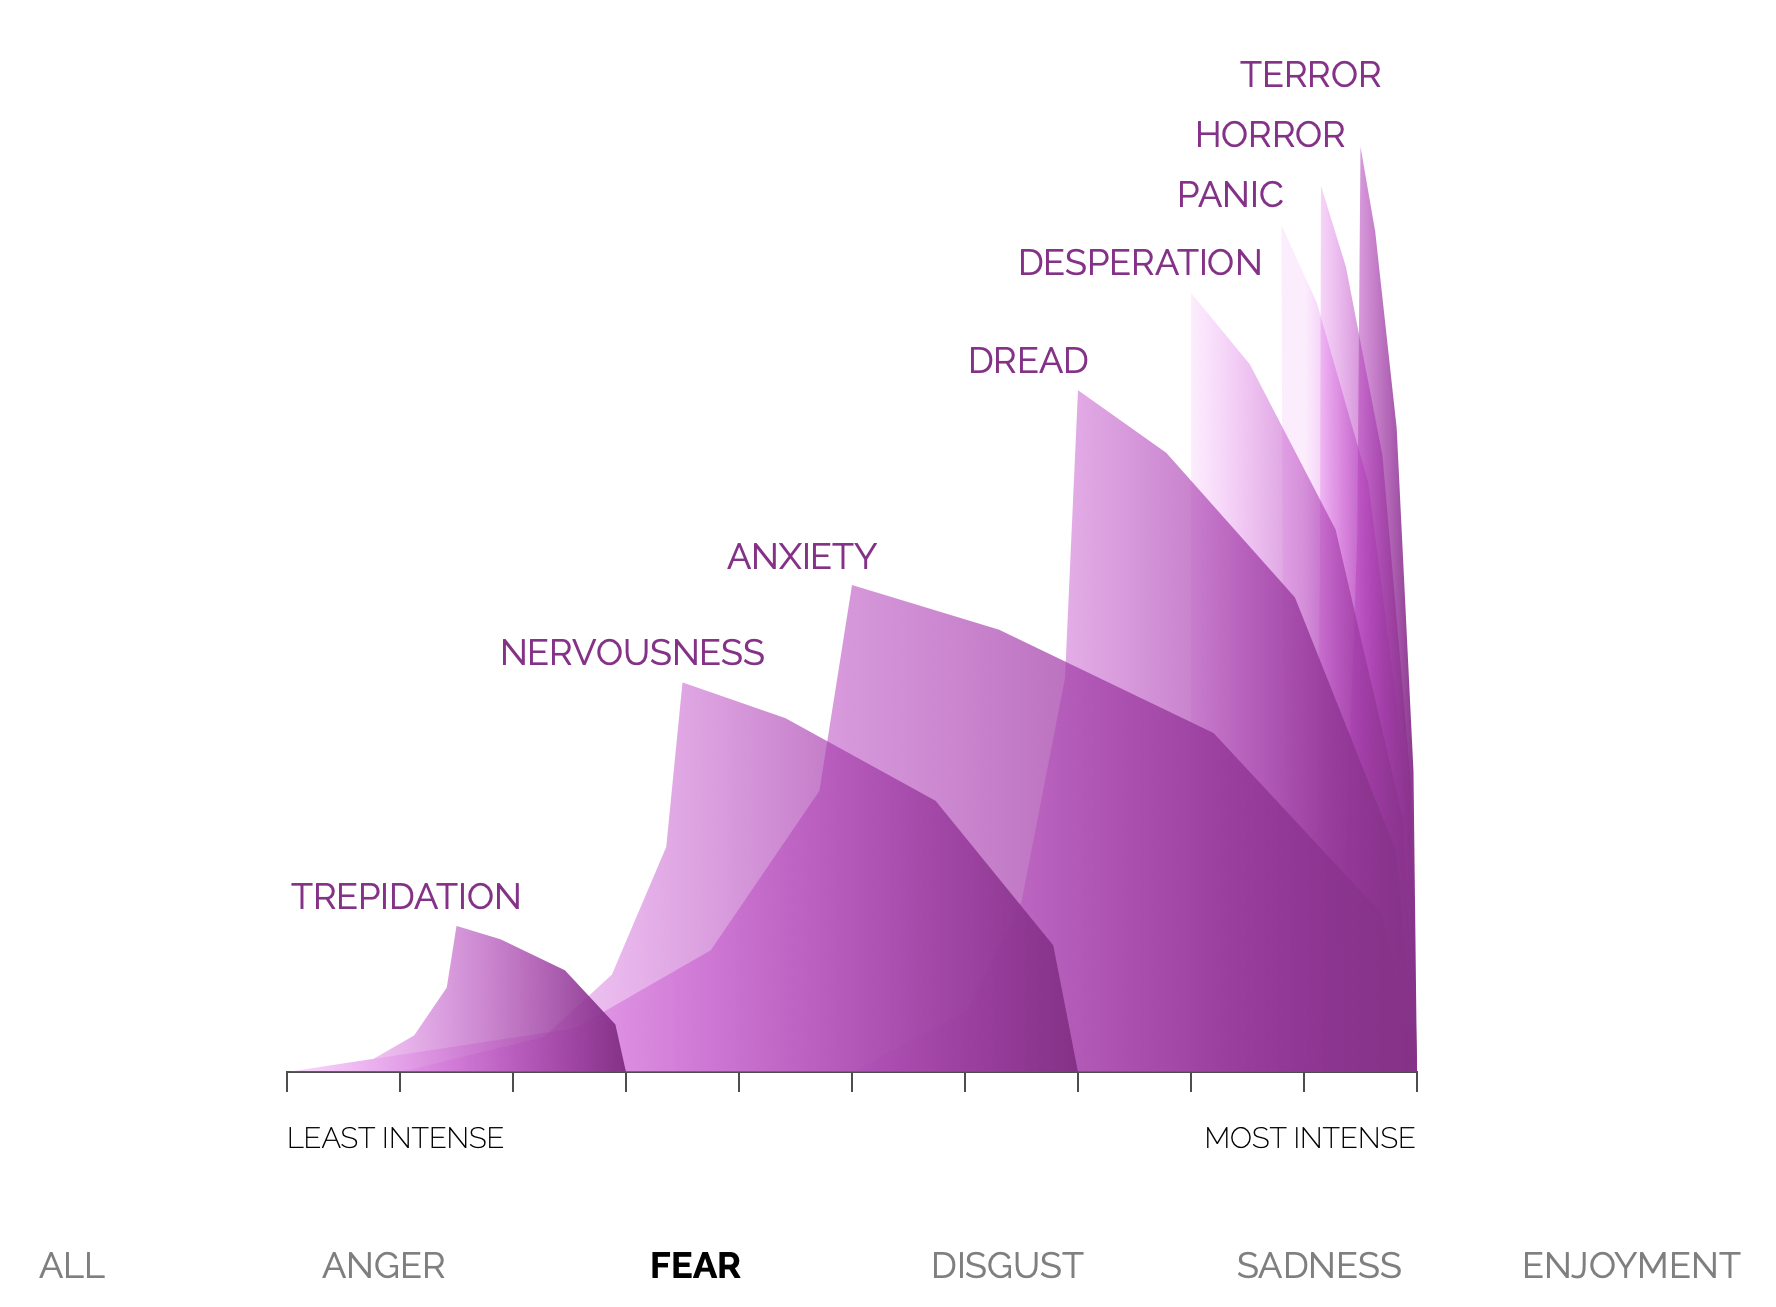 TERROR
HORROR
PANIC
DESPERATION
DREAD
ANXIETY
NERVOUSNESS
TREPIDATION
LEAST INTENSE MOST INTENSE
ALL ANGER FEAR DISGUST SADNESS ENJOYMENT